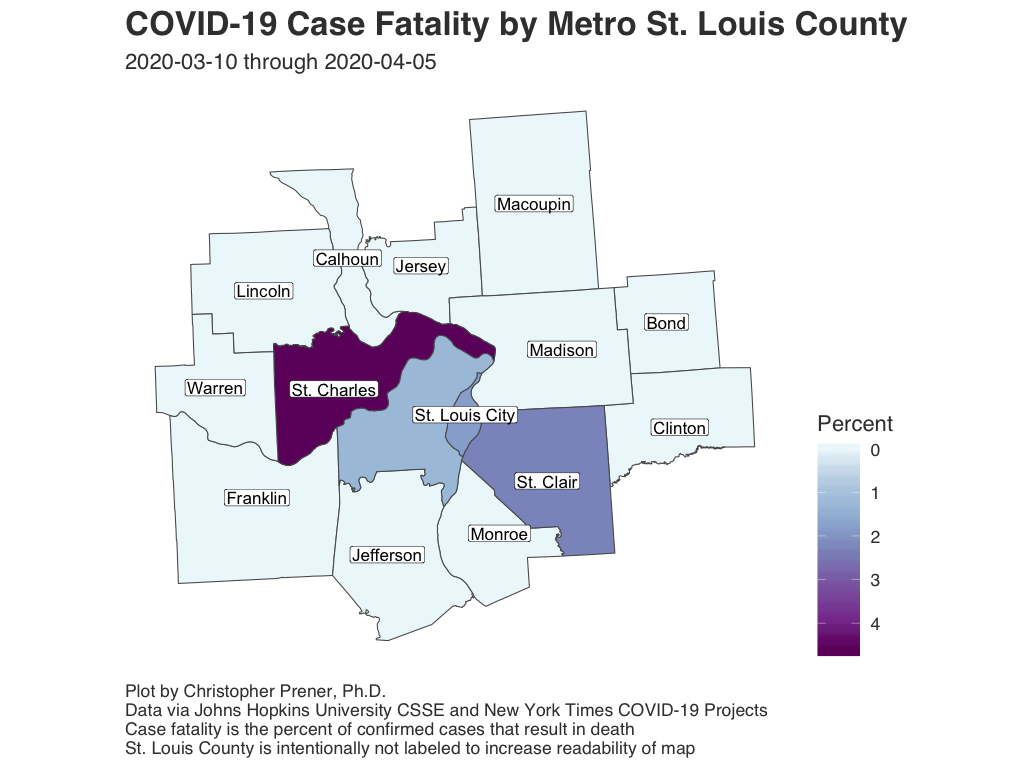 COVID-19 Case Fatality by Metro St. Louis County
2020-03-10 through 2020-04-05
Macoupin
Calhoun
Jersey
Lincoln
Bond
Madison
Warren
St. Charles
St. Louis City
Clinton
St. Clair
Franklin
Monroe
Jefferson
Percent
0
1
2
3
4
Plot by Christopher Prener, Ph.D.
Data via Johns Hopkins University CSSE and New York Times COVID-19 Projects
Case fatality is the percent of confirmed cases that result in death
St. Louis County is intentionally not labeled to increase readability of map